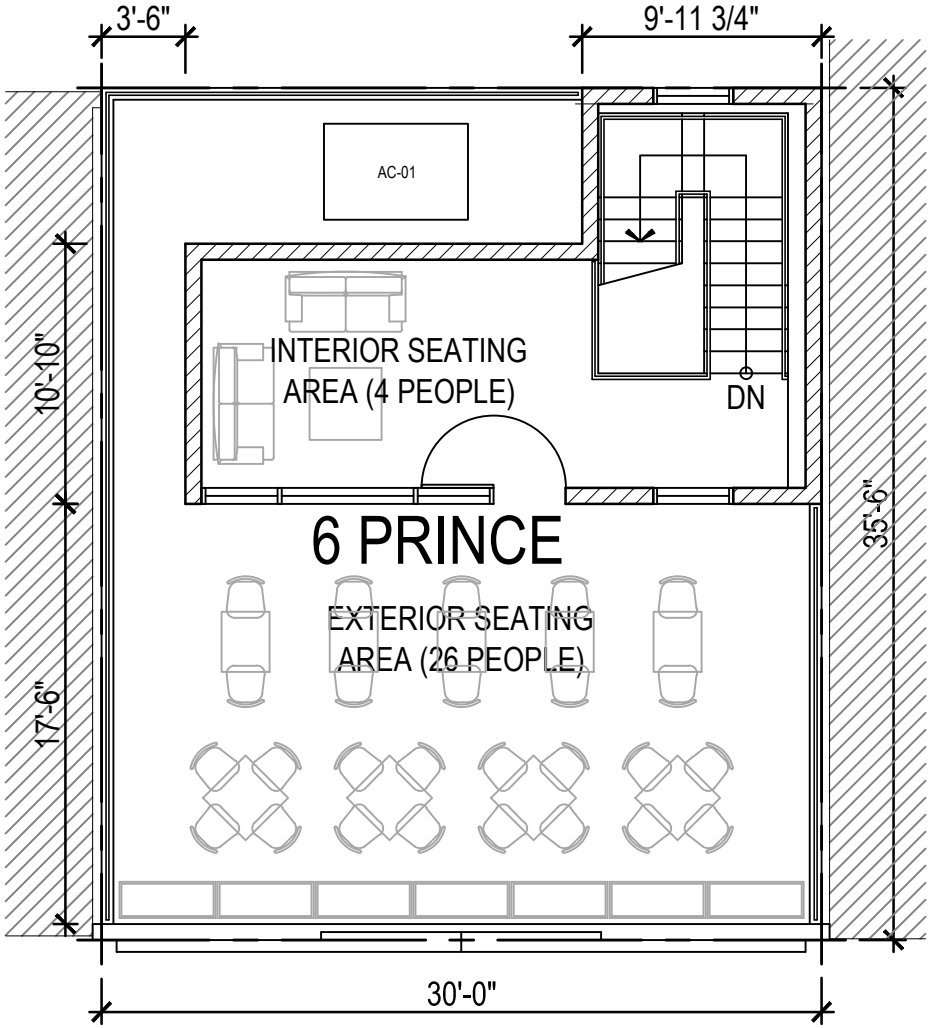 3'-6"
9'-11 3/4"
AC-01
10'-10"
INTERIOR SEATING
AREA (4 PEOPLE)
DN
35'-6"
6 PRINCE
EXTERIOR SEATING
AREA (26 PEOPLE)
17'-6"
30'-0"